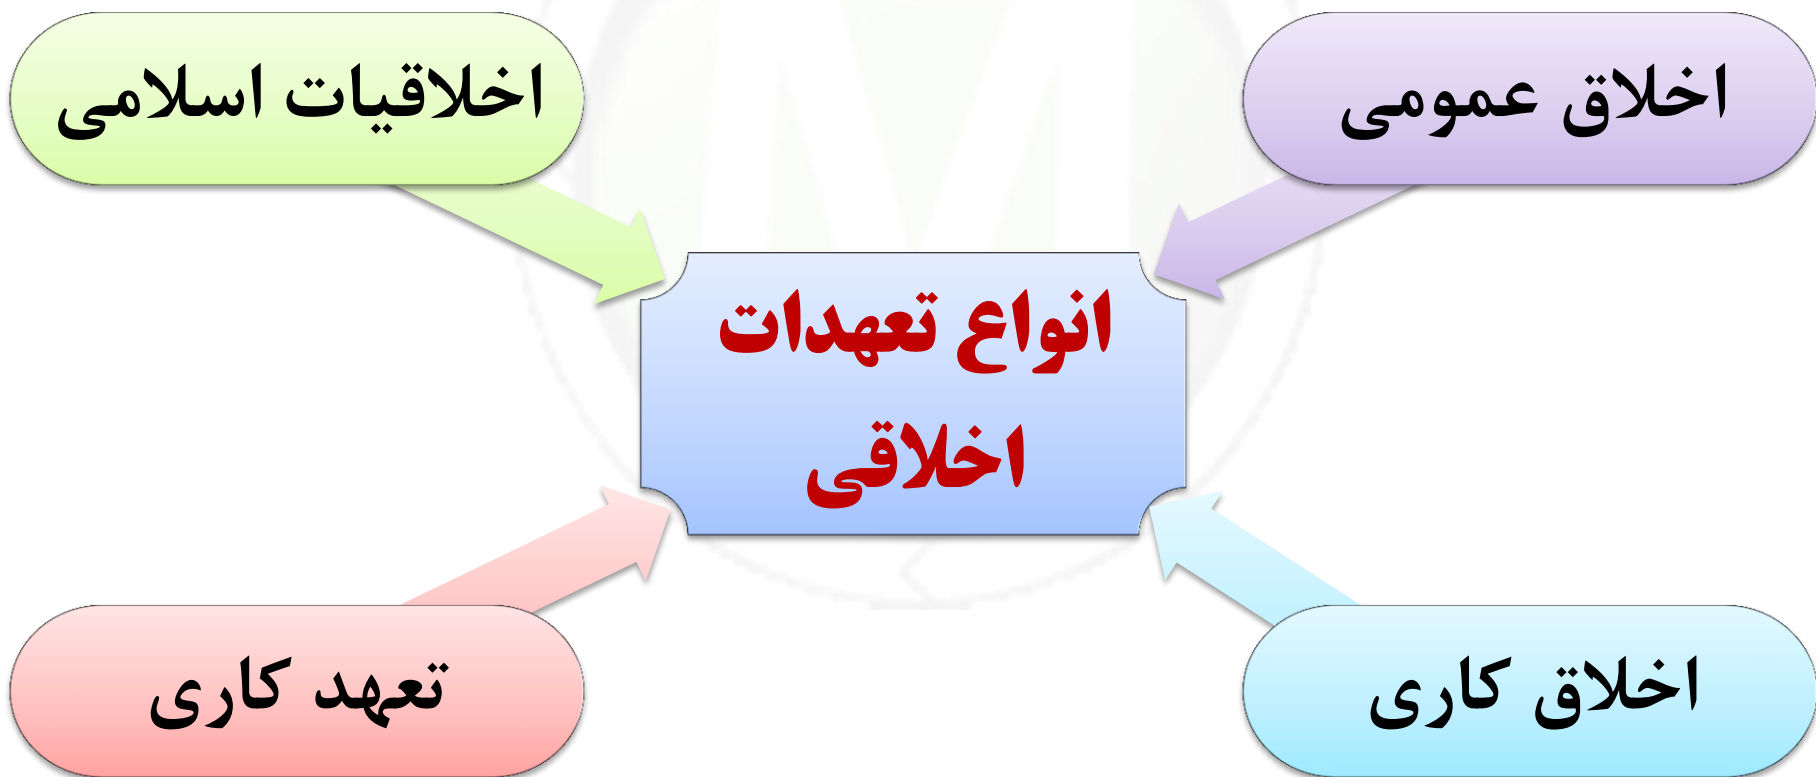 اخلاق عمومی
اخلاقیات اسلامی
انواع تعهدات
اخلاقی
اخلاق کاری
تعهد کاری